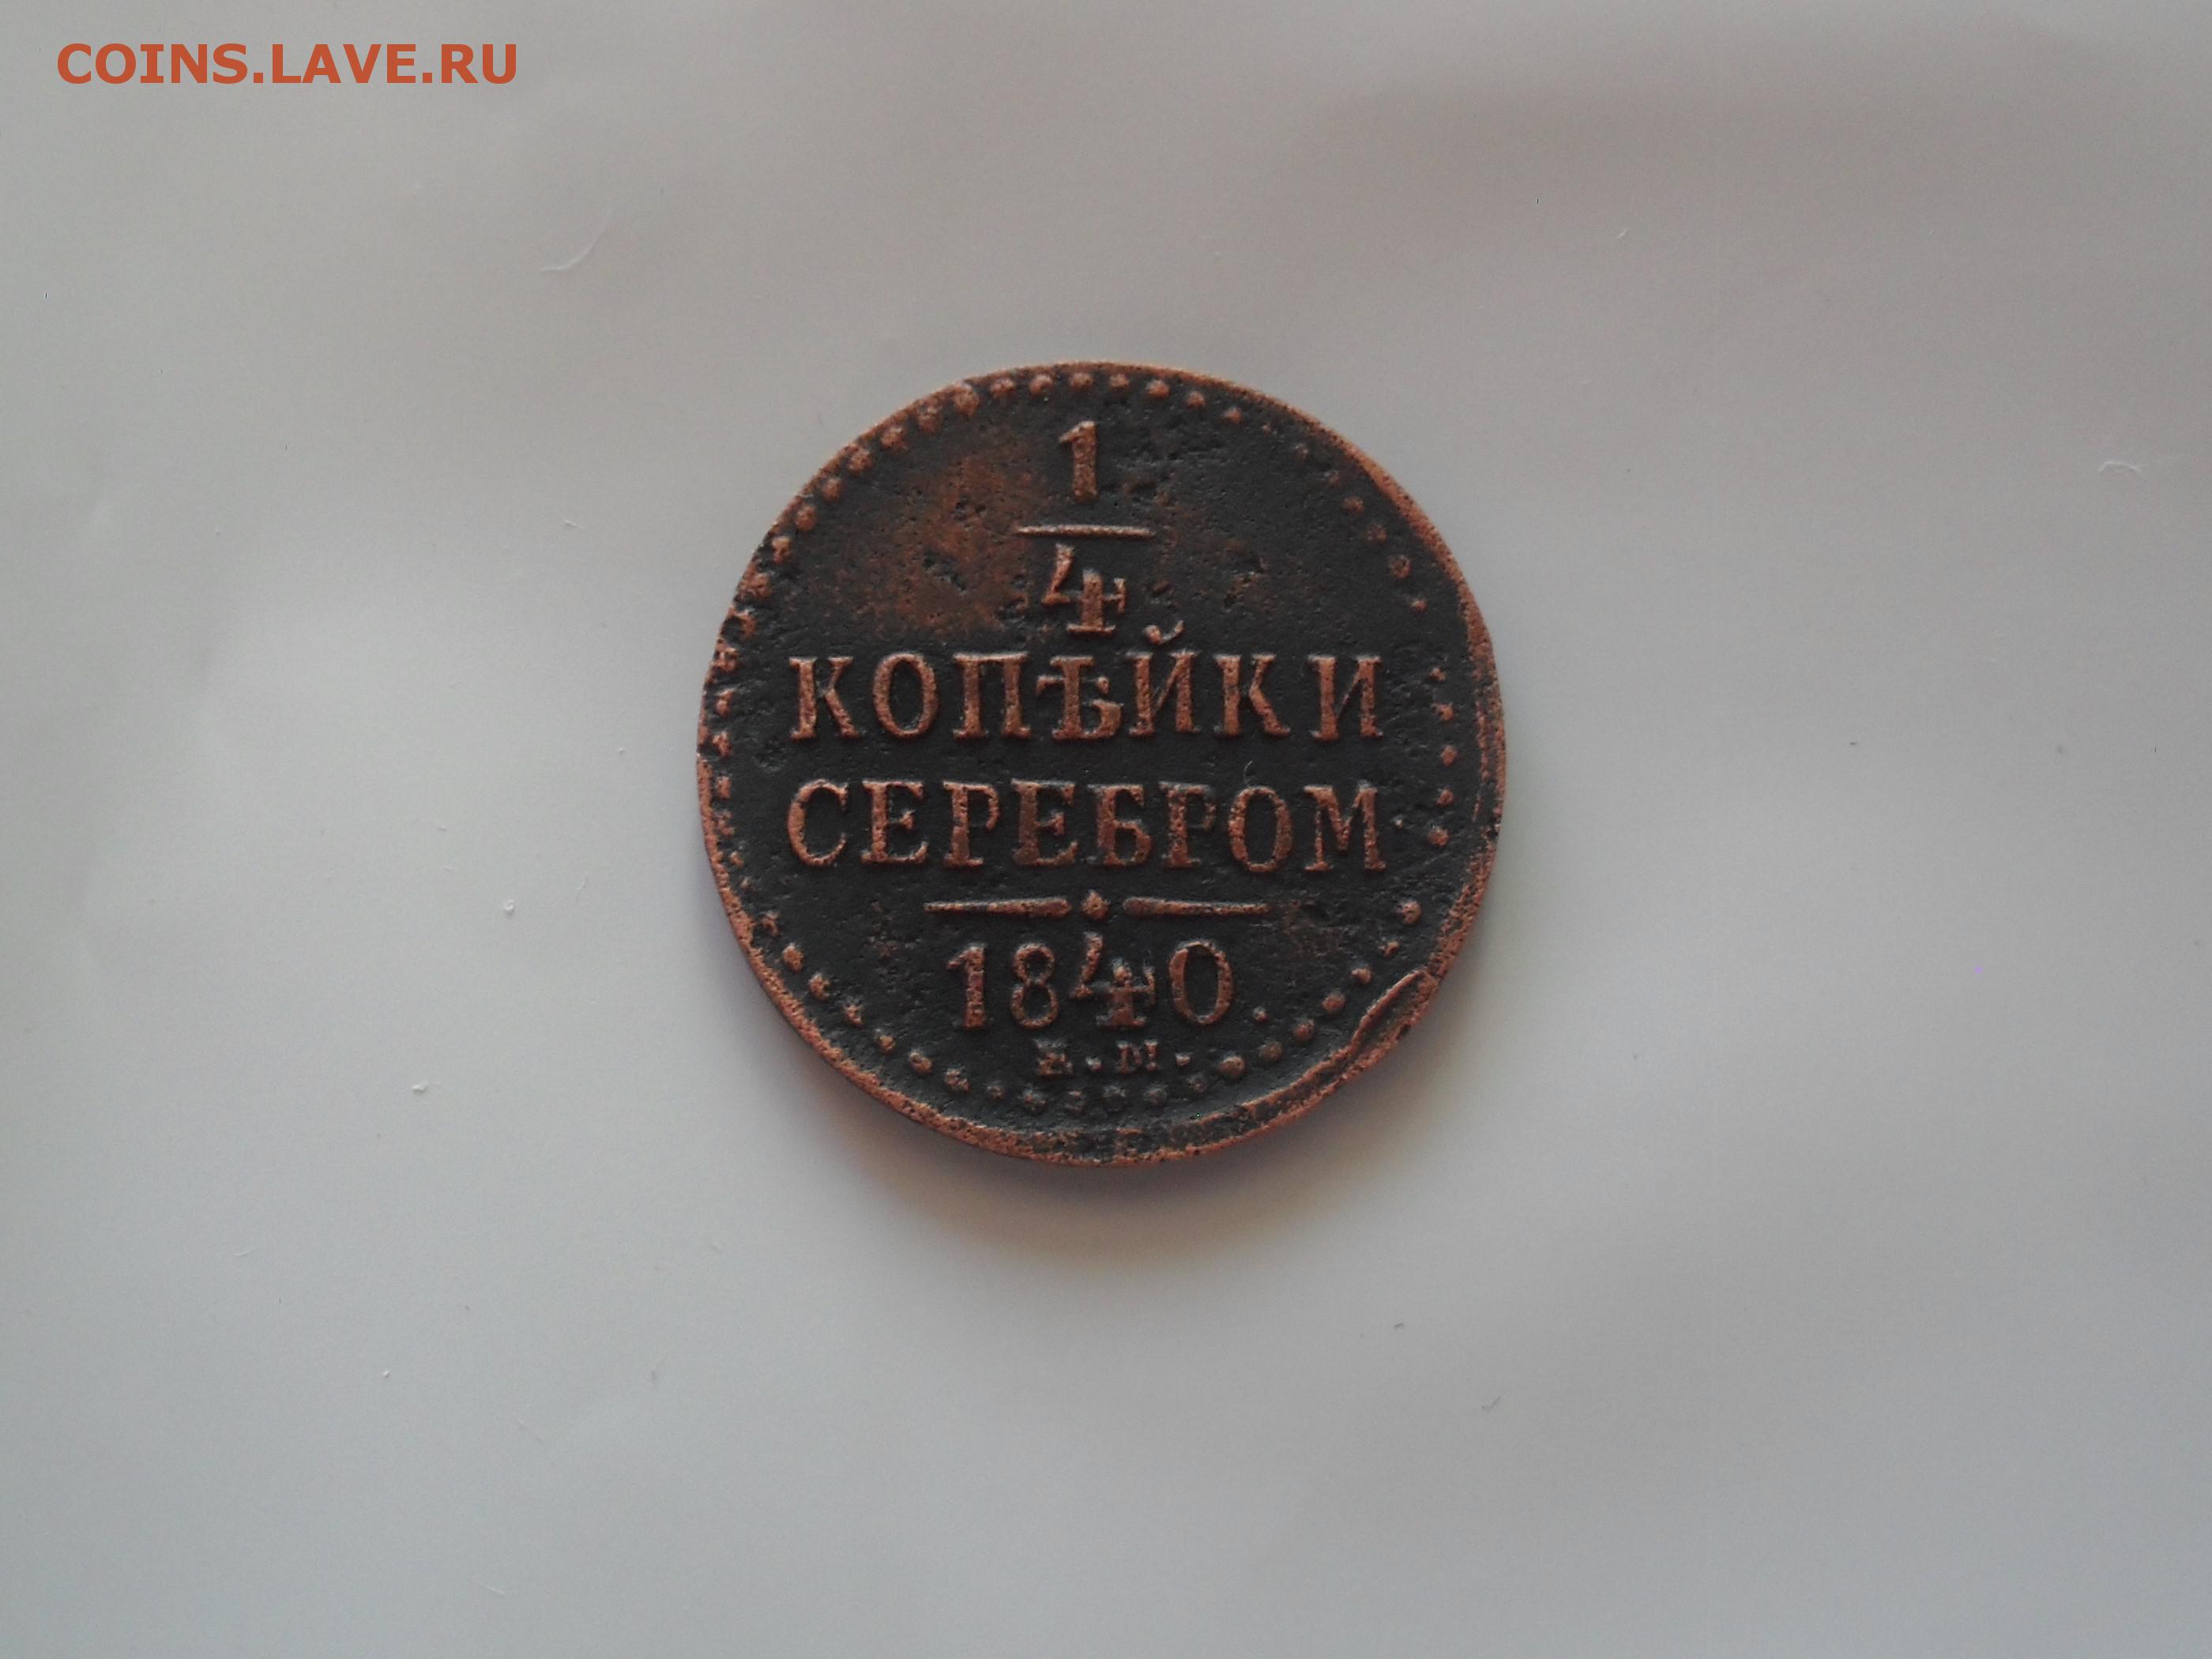 COINS.LAVE.RU
1
4
КОПѢЙКИ
СЕРЕБРОМ
1840.
Е.М.